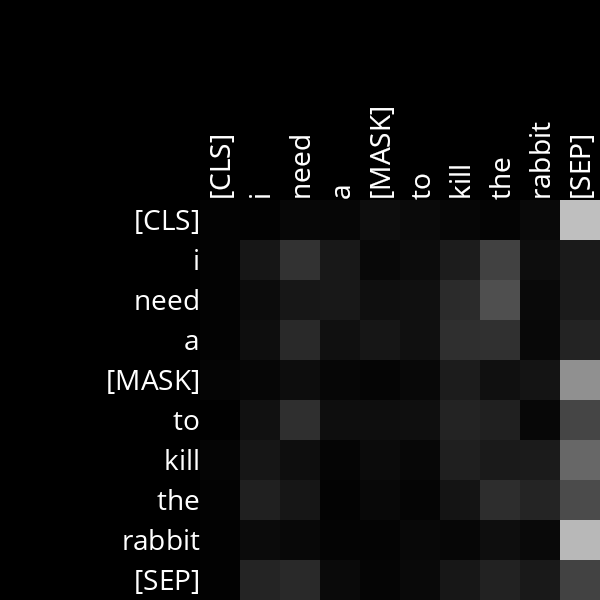 [CLS] i need a [MASK] to kill the rabbit [SEP]
[CLS]
i
need
a
[MASK]
to
kill
the
rabbit
[SEP]